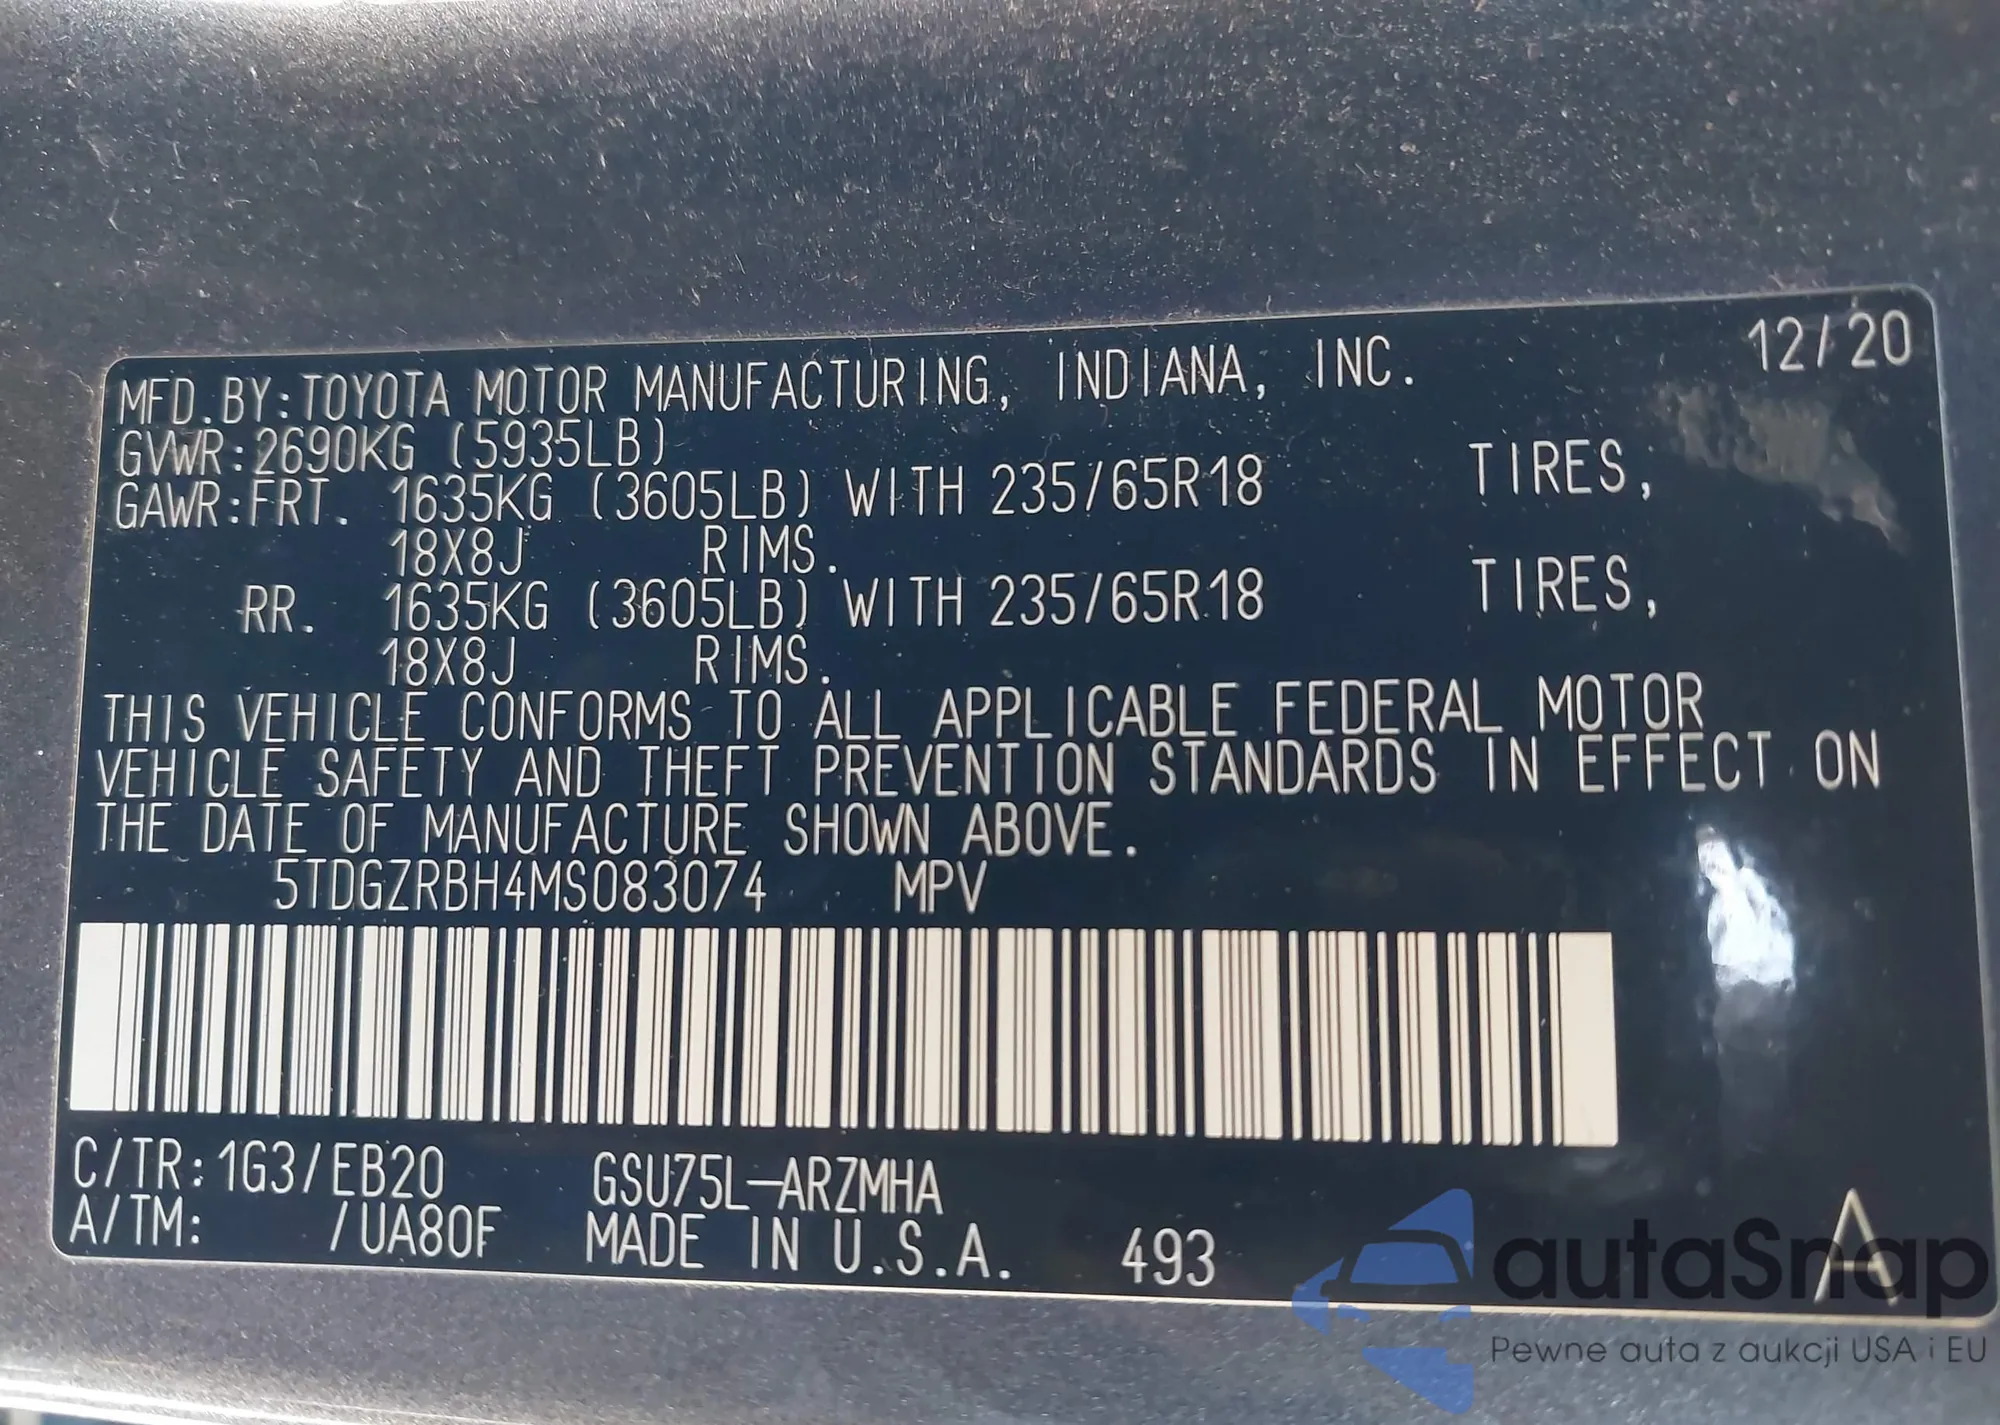 12/20
MFD.BY:TOYOTA MOTOR MANUFACTURING, INDIANA, INC.
GVWR:2690KG (5935LB)
GAWR:FRT. 1635KG (3605LB) WITH 235/65R18 TIRES,
18X8J RIMS.
RR. 1635KG (3605LB) WITH 235/65R18 TIRES,
18X8J RIMS.
THIS VEHICLE CONFORMS TO ALL APPLICABLE FEDERAL MOTOR
VEHICLE SAFETY AND THEFT PREVENTION STANDARDS IN EFFECT ON
THE DATE OF MANUFACTURE SHOWN ABOVE.
5TDGZRBH4MS083074 MPV
C/TR:1G3/EB20 GSU75L-ARZMHA
A/TM: /UA80F MADE IN U.S.A. 493
A
autaSnap
Pewne auta z aukcji USA i EU